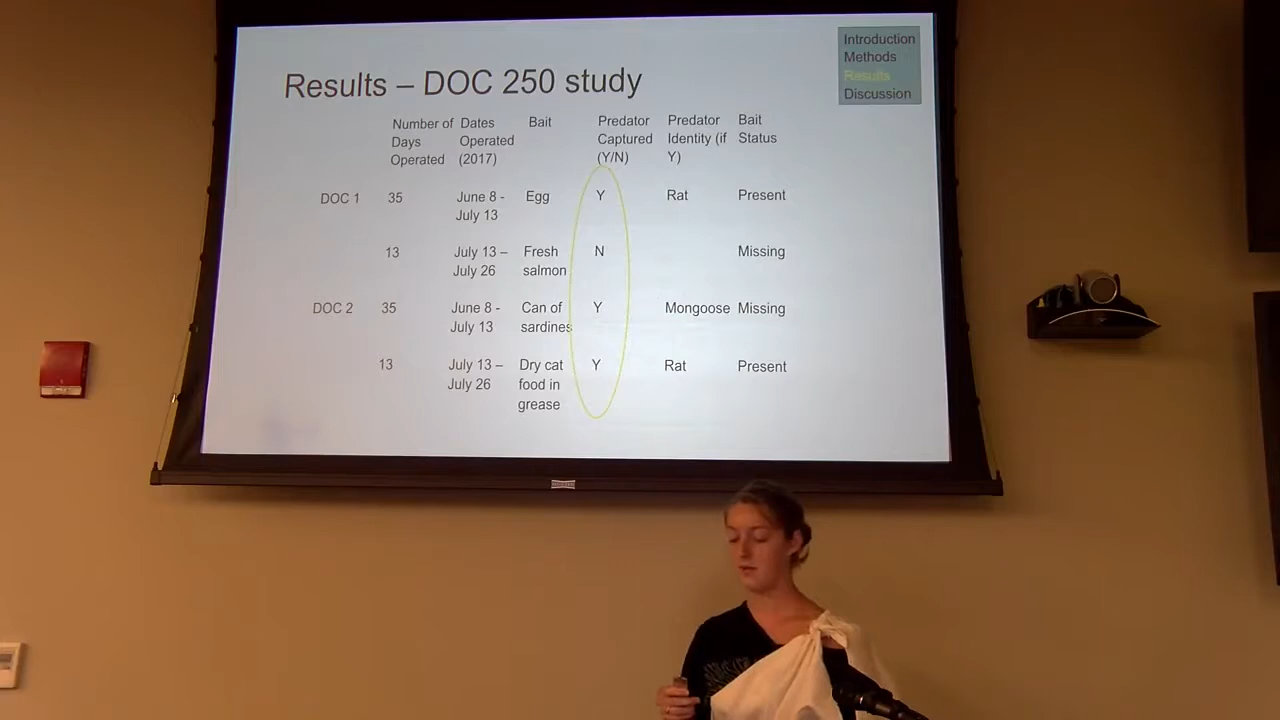 Introduction
Methods
Results
Discussion
Results – DOC 250 study
Number of Days Operated
Dates Operated (2017)
Bait
Predator Captured (Y/N)
Predator Identity (if Y)
Bait Status
DOC 1 35 June 8 - July 13 Egg Y Rat Present
13 July 13 – July 26 Fresh salmon N Missing
DOC 2 35 June 8 - July 13 Can of sardines Y Mongoose Missing
13 July 13 – July 26 Dry cat food in grease Y Rat Present